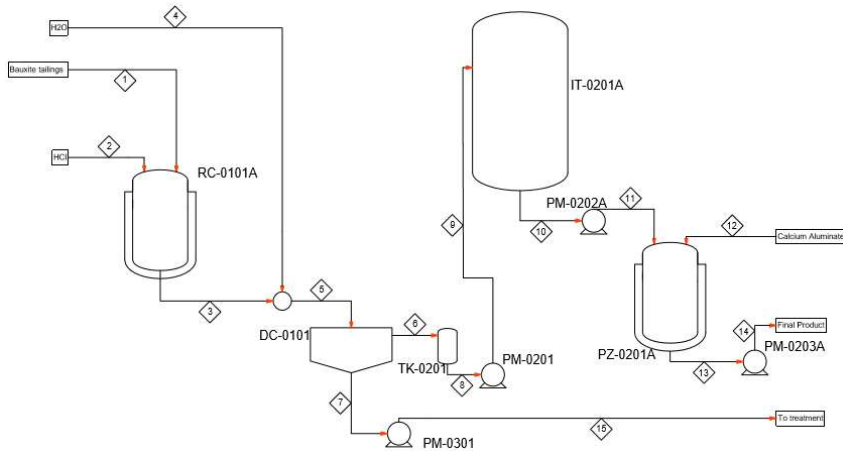 4
H2O
Bauxite tailings
1
HCl
2
RC-0101A
IT-0201A
PM-0202A
11
12
9
10
Calcium Aluminate
3
5
DC-0101
6
TK-0201
8
PM-0201
14
Final Product
PZ-0201A
PM-0203A
13
7
PM-0301
15
To treatment